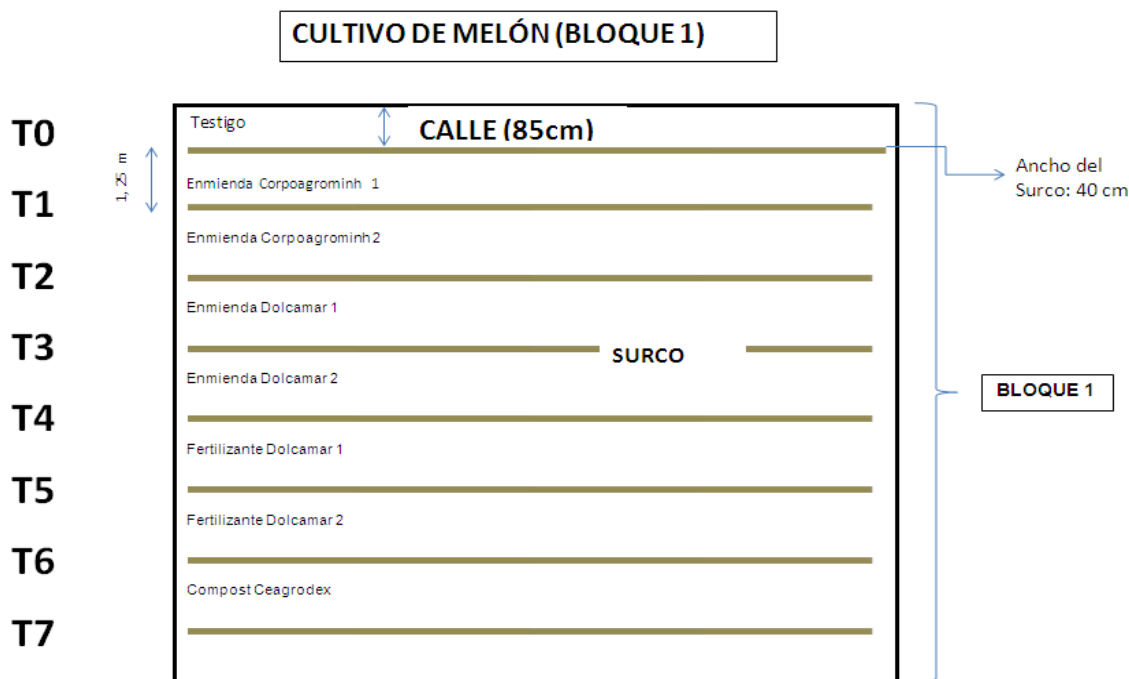 CULTIVO DE MELÓN (BLOQUE 1)
T0
Testigo
CALLE (85cm)
1, 25 m
Ancho del
Surco: 40 cm
T1
Enmienda Corpoagrominh 1
T2
Enmienda Corpoagrominh 2
T3
Enmienda Dolcamar 1
SURCO
T4
Enmienda Dolcamar 2
BLOQUE 1
T5
Fertilizante Dolcamar 1
T6
Fertilizante Dolcamar 2
T7
Compost Ceagrodex